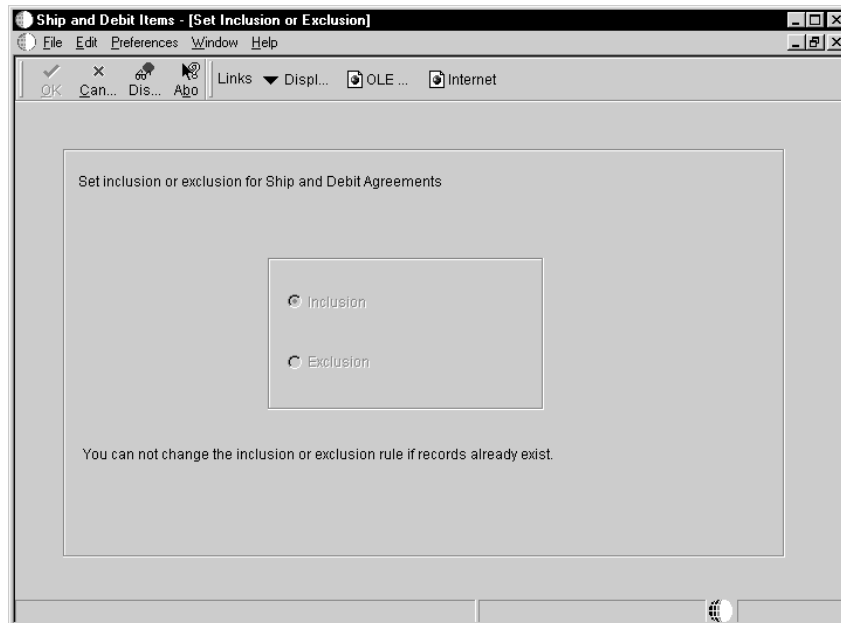 Ship and Debit Items - [Set Inclusion or Exclusion]
File Edit Preferences Window Help
OK Can... Dis... Abo Links Displ... OLE ... Internet
Set inclusion or exclusion for Ship and Debit Agreements
Inclusion
Exclusion
You can not change the inclusion or exclusion rule if records already exist.